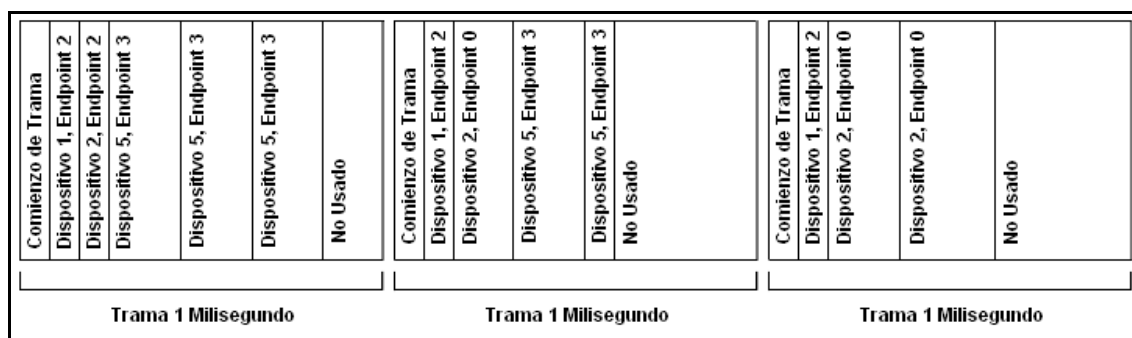 Comienzo de Trama
Dispositivo 1, Endpoint 2
Dispositivo 2, Endpoint 2
Dispositivo 5, Endpoint 3
Dispositivo 5, Endpoint 3
Dispositivo 5, Endpoint 3
No Usado
Trama 1 Milisegundo
Comienzo de Trama
Dispositivo 1, Endpoint 2
Dispositivo 2, Endpoint 0
Dispositivo 5, Endpoint 3
Dispositivo 5, Endpoint 3
No Usado
Trama 1 Milisegundo
Comienzo de Trama
Dispositivo 1, Endpoint 2
Dispositivo 2, Endpoint 0
Dispositivo 2, Endpoint 0
No Usado
Trama 1 Milisegundo